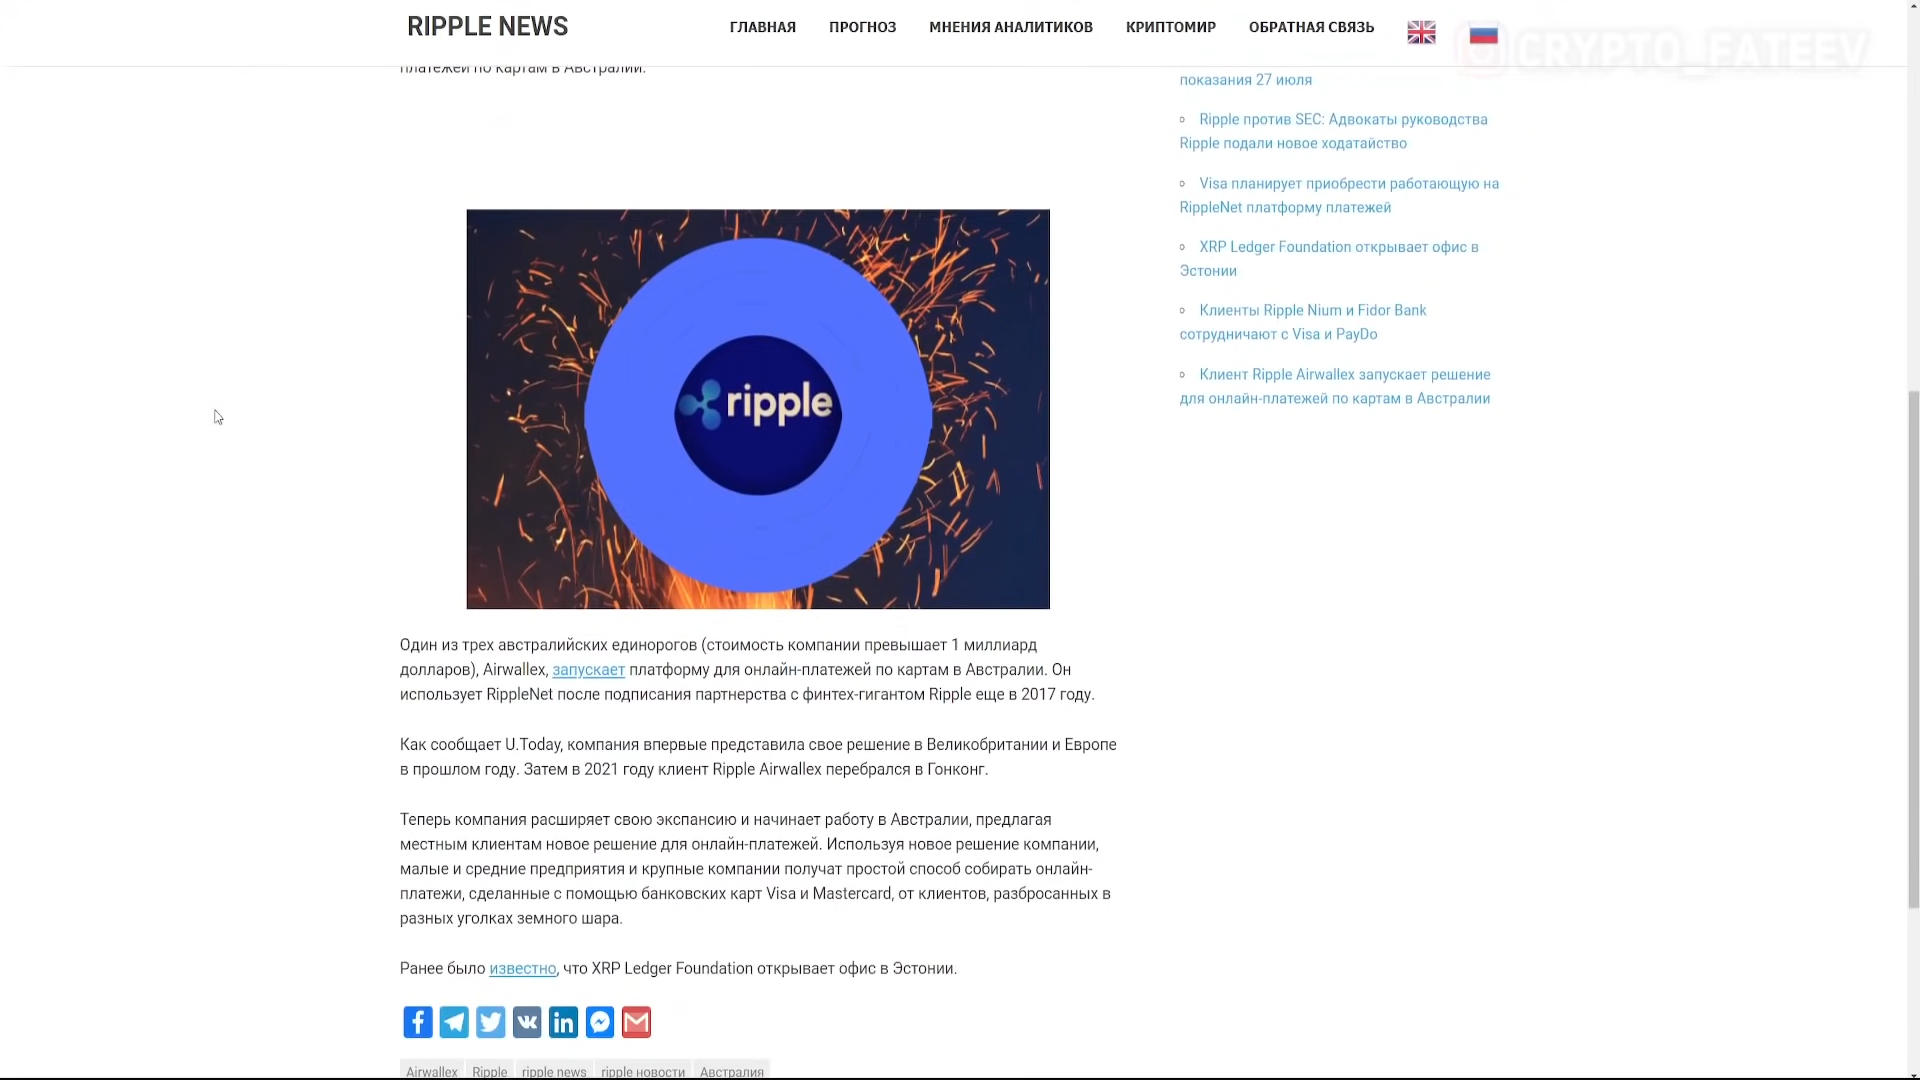 RIPPLE NEWS
ГЛАВНАЯ
ПРОГНОЗ
МНЕНИЯ АНАЛИТИКОВ
КРИПТОМИР
ОБРАТНАЯ СВЯЗЬ
CRYPTO_FATEEV
платежей по картам в Австралии.
ripple
Один из трех австралийских единорогов (стоимость компании превышает 1 миллиард
долларов), Airwallex, запускает платформу для онлайн-платежей по картам в Австралии. Он
использует RippleNet после подписания партнерства с финтех-гигантом Ripple еще в 2017 году.
Как сообщает U.Today, компания впервые представила свое решение в Великобритании и Европе
в прошлом году. Затем в 2021 году клиент Ripple Airwallex перебрался в Гонконг.
Теперь компания расширяет свою экспансию и начинает работу в Австралии, предлагая
местным клиентам новое решение для онлайн-платежей. Используя новое решение компании,
малые и средние предприятия и крупные компании получат простой способ собирать онлайн-
платежи, сделанные с помощью банковских карт Visa и Mastercard, от клиентов, разбросанных в
разных уголках земного шара.
Ранее было известно, что XRP Ledger Foundation открывает офис в Эстонии.
Airwallex
Ripple
ripple news
ripple новости
Австралия
показания 27 июля
Ripple против SEC: Адвокаты руководства
Ripple подали новое ходатайство
Visa планирует приобрести работающую на
RippleNet платформу платежей
XRP Ledger Foundation открывает офис в
Эстонии
Клиенты Ripple Nium и Fidor Bank
сотрудничают с Visa и PayDo
Клиент Ripple Airwallex запускает решение
для онлайн-платежей по картам в Австралии